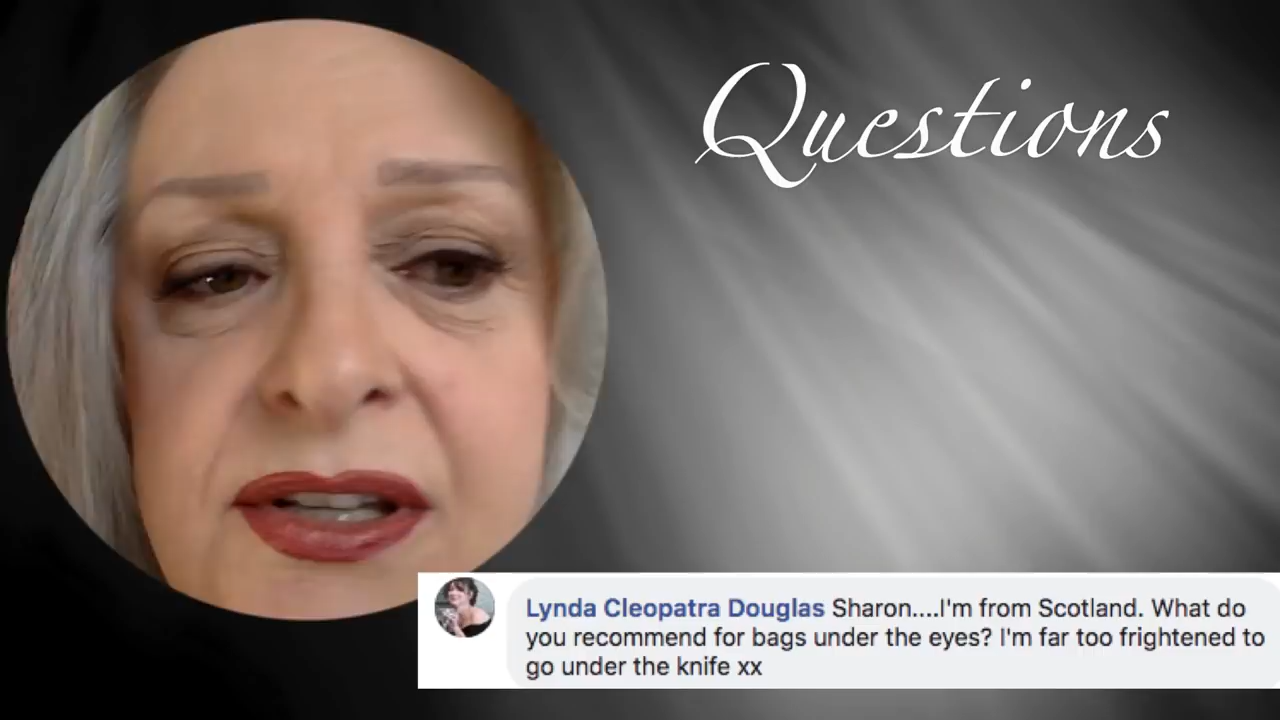 Questions
Lynda Cleopatra Douglas Sharon....I'm from Scotland. What do
you recommend for bags under the eyes? I'm far too frightened to
go under the knife xx